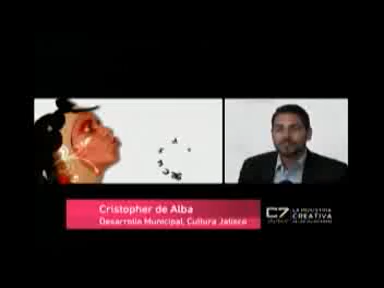 Cristopher de Alba
Desarrollo Municipal, Cultura Jalisco
C7
LA INDUSTRIA
CREATIVA